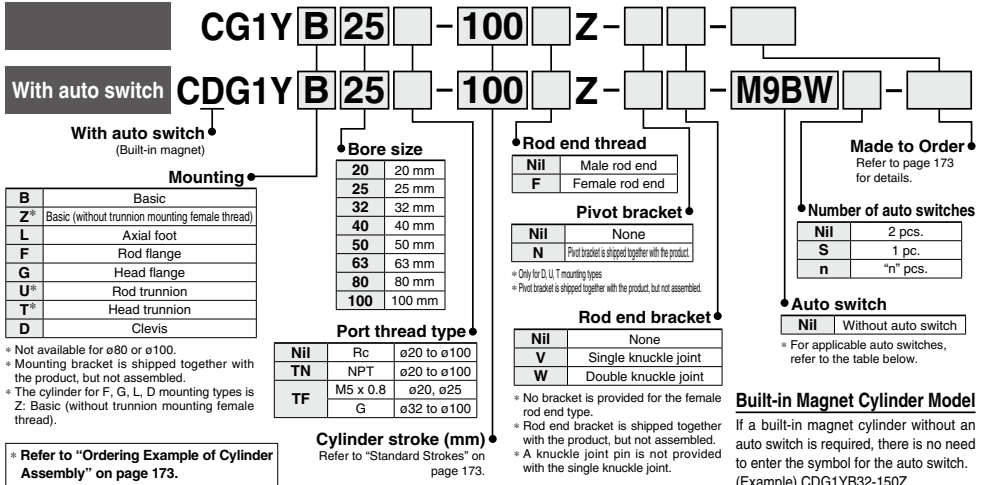 CG1Y B 25 - 100 Z - -
With auto switch CDG1Y B 25 - 100 Z - - M9BW -
With auto switch
(Built-in magnet)
Mounting
B Basic
Z* Basic (without trunnion mounting female thread)
L Axial foot
F Rod flange
G Head flange
U* Rod trunnion
T* Head trunnion
D Clevis
* Not available for ø80 or ø100.
* Mounting bracket is shipped together with
the product, but not assembled.
* The cylinder for F, G, L, D mounting types is
Z: Basic (without trunnion mounting female
thread).
* Refer to “Ordering Example of Cylinder
Assembly” on page 173.
Bore size
20 20 mm
25 25 mm
32 32 mm
40 40 mm
50 50 mm
63 63 mm
80 80 mm
100 100 mm
Port thread type
Nil Rc ø20 to ø100
TN NPT ø20 to ø100
TF M5 x 0.8 ø20, ø25
G ø32 to ø100
Cylinder stroke (mm)
Refer to “Standard Strokes” on
page 173.
Rod end thread
Nil Male rod end
F Female rod end
Pivot bracket
Nil None
N Pivot bracket is shipped together with the product.
* Only for D, U, T mounting types
* Pivot bracket is shipped together with the product, but not assembled.
Rod end bracket
Nil None
V Single knuckle joint
W Double knuckle joint
* No bracket is provided for the female
rod end type.
* Rod end bracket is shipped together
with the product, but not assembled.
* A knuckle joint pin is not provided
with the single knuckle joint.
Made to Order
Refer to page 173
for details.
Number of auto switches
Nil 2 pcs.
S 1 pc.
n “n” pcs.
Auto switch
Nil Without auto switch
* For applicable auto switches,
refer to the table below.
Built-in Magnet Cylinder Model
If a built-in magnet cylinder without an
auto switch is required, there is no need
to enter the symbol for the auto switch.
(Example) CDG1YB32-150Z